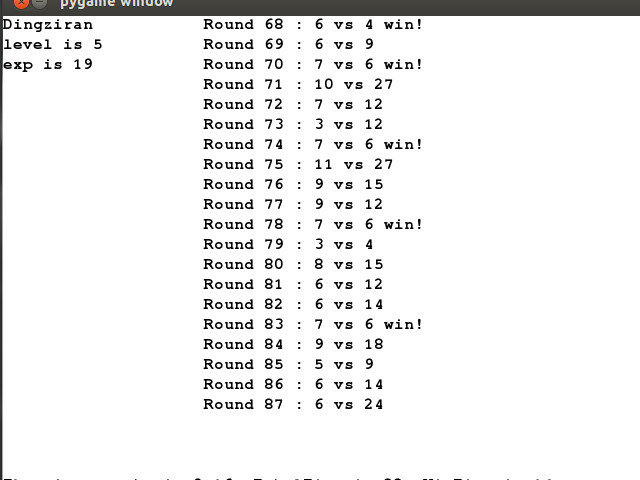 pygame window
Dingziran
level is 5
exp is 19
Round 68 : 6 vs 4 win!
Round 69 : 6 vs 9
Round 70 : 7 vs 6 win!
Round 71 : 10 vs 27
Round 72 : 7 vs 12
Round 73 : 3 vs 12
Round 74 : 7 vs 6 win!
Round 75 : 11 vs 27
Round 76 : 9 vs 15
Round 77 : 9 vs 12
Round 78 : 7 vs 6 win!
Round 79 : 3 vs 4
Round 80 : 8 vs 15
Round 81 : 6 vs 12
Round 82 : 6 vs 14
Round 83 : 7 vs 6 win!
Round 84 : 9 vs 18
Round 85 : 5 vs 9
Round 86 : 6 vs 14
Round 87 : 6 vs 24